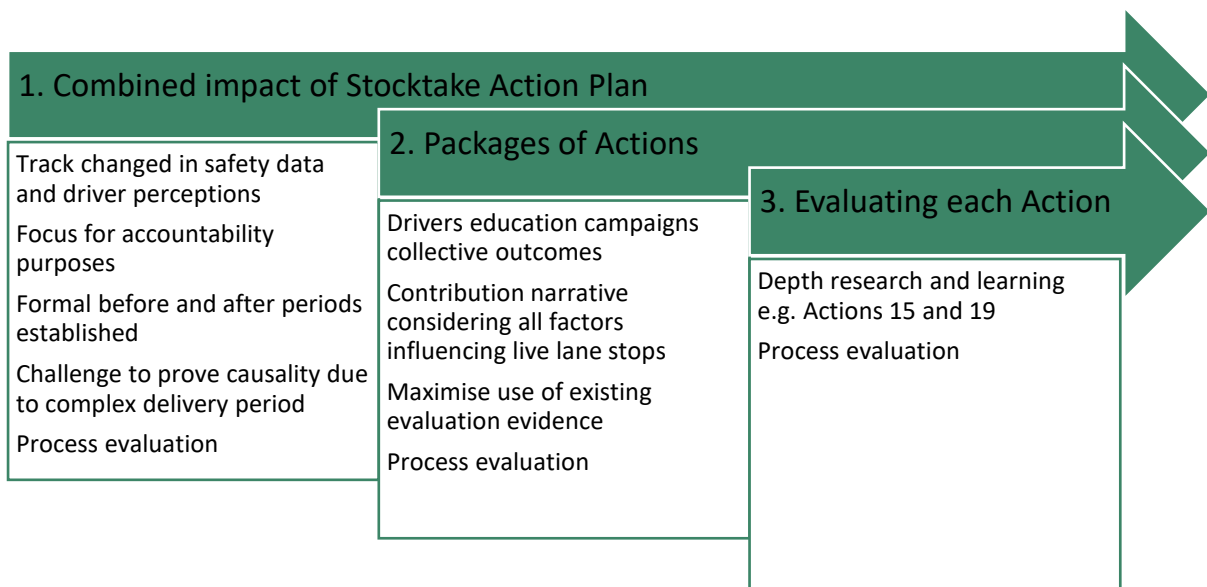 1. Combined impact of Stocktake Action Plan
Track changed in safety data
and driver perceptions
Focus for accountability
purposes
Formal before and after periods
established
Challenge to prove causality due
to complex delivery period
Process evaluation
2. Packages of Actions
Drivers education campaigns
collective outcomes
Contribution narrative
considering all factors
influencing live lane stops
Maximise use of existing
evaluation evidence
Process evaluation
3. Evaluating each Action
Depth research and learning
e.g. Actions 15 and 19
Process evaluation